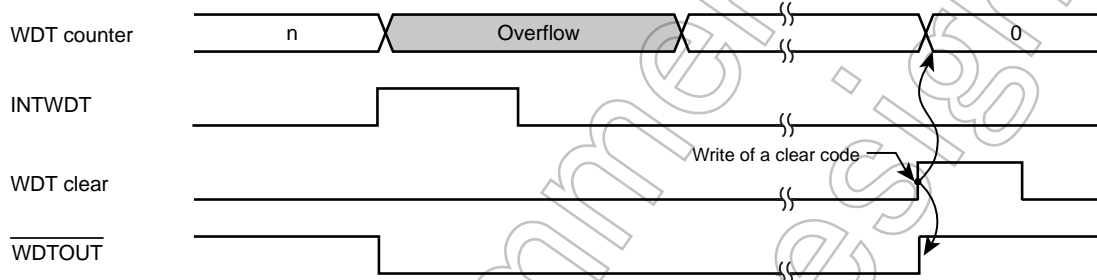 WDT counter
n
Overflow
0
INTWDT
Write of a clear code
WDT clear
WDTOUT